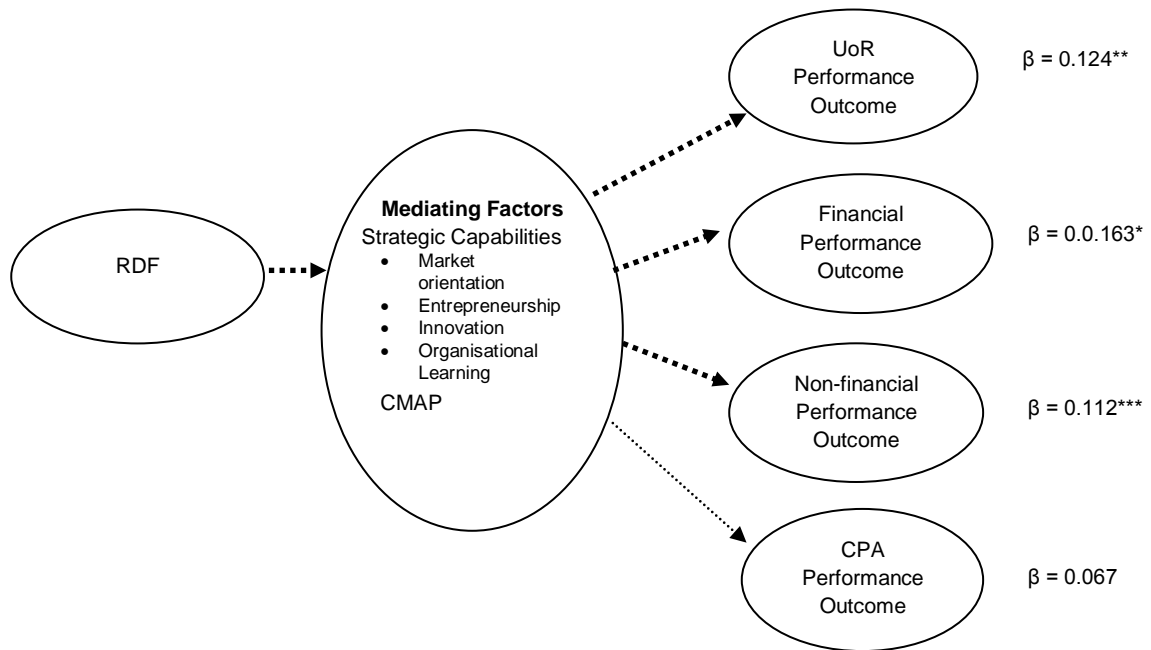 RDF
Mediating Factors
Strategic Capabilities
• Market
orientation
• Entrepreneurship
• Innovation
• Organisational
Learning
CMAP
UoR
Performance
Outcome
β = 0.124**
Financial
Performance
Outcome
β = 0.0.163*
Non-financial
Performance
Outcome
β = 0.112***
CPA
Performance
Outcome
β = 0.067